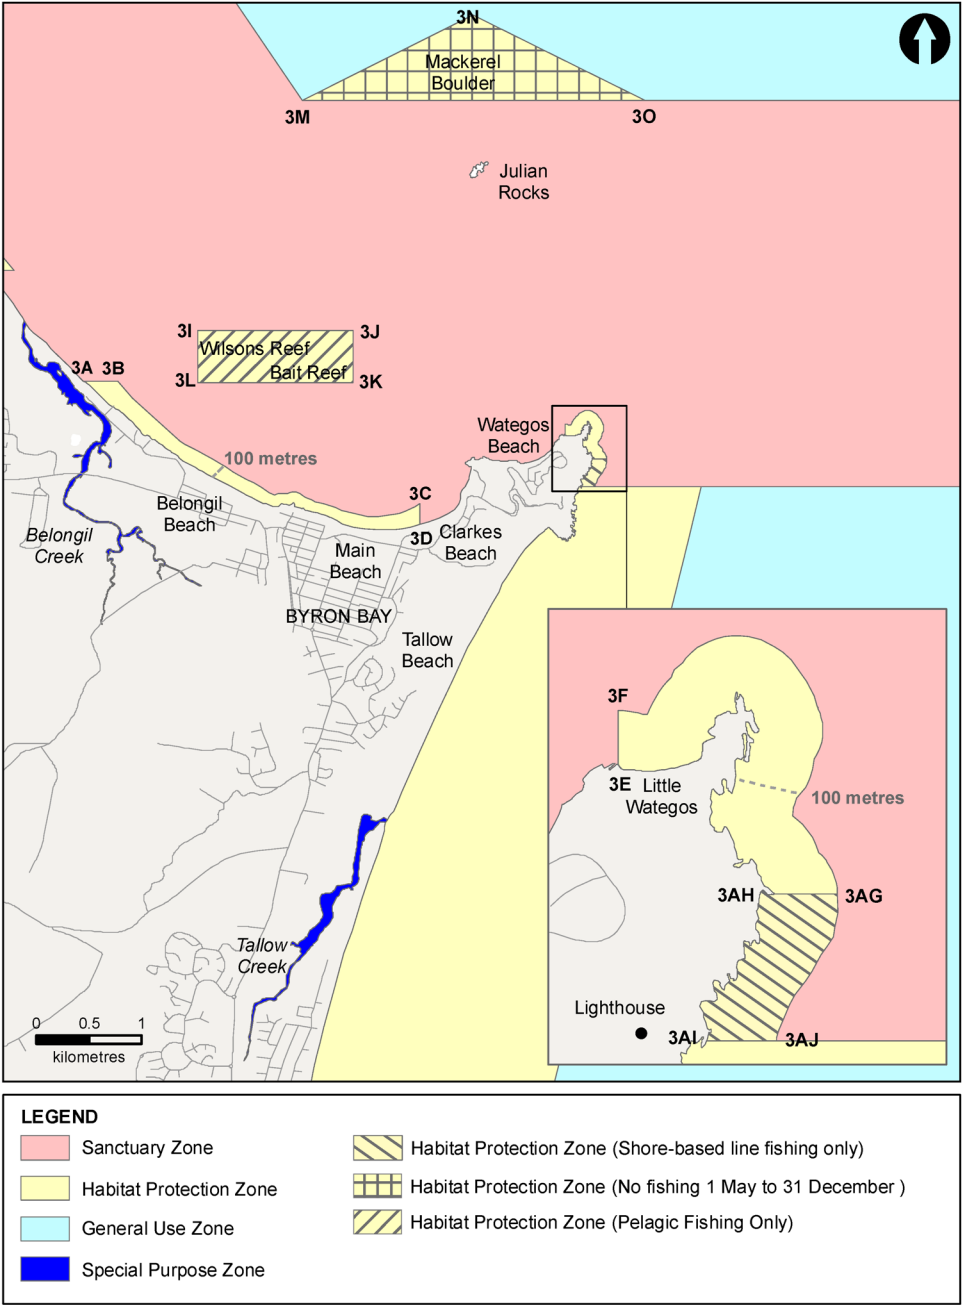 3N
Mackerel
Boulder
3M
3O
Julian
Rocks
3I
3J
Wilsons Reef
Bait Reef
3L
3K
3A
3B
Wategos
Beach
100 metres
3C
3D
Belongil
Beach
Clarkes
Beach
Belongil
Creek
Main
Beach
BYRON BAY
Tallow
Beach
3F
3E
Little
Wategos
100 metres
3AH
3AG
Tallow
Creek
Lighthouse
3AI
3AJ
0 0.5 1
kilometres
LEGEND
Sanctuary Zone
Habitat Protection Zone
General Use Zone
Special Purpose Zone
Habitat Protection Zone (Shore-based line fishing only)
Habitat Protection Zone (No fishing 1 May to 31 December )
Habitat Protection Zone (Pelagic Fishing Only)